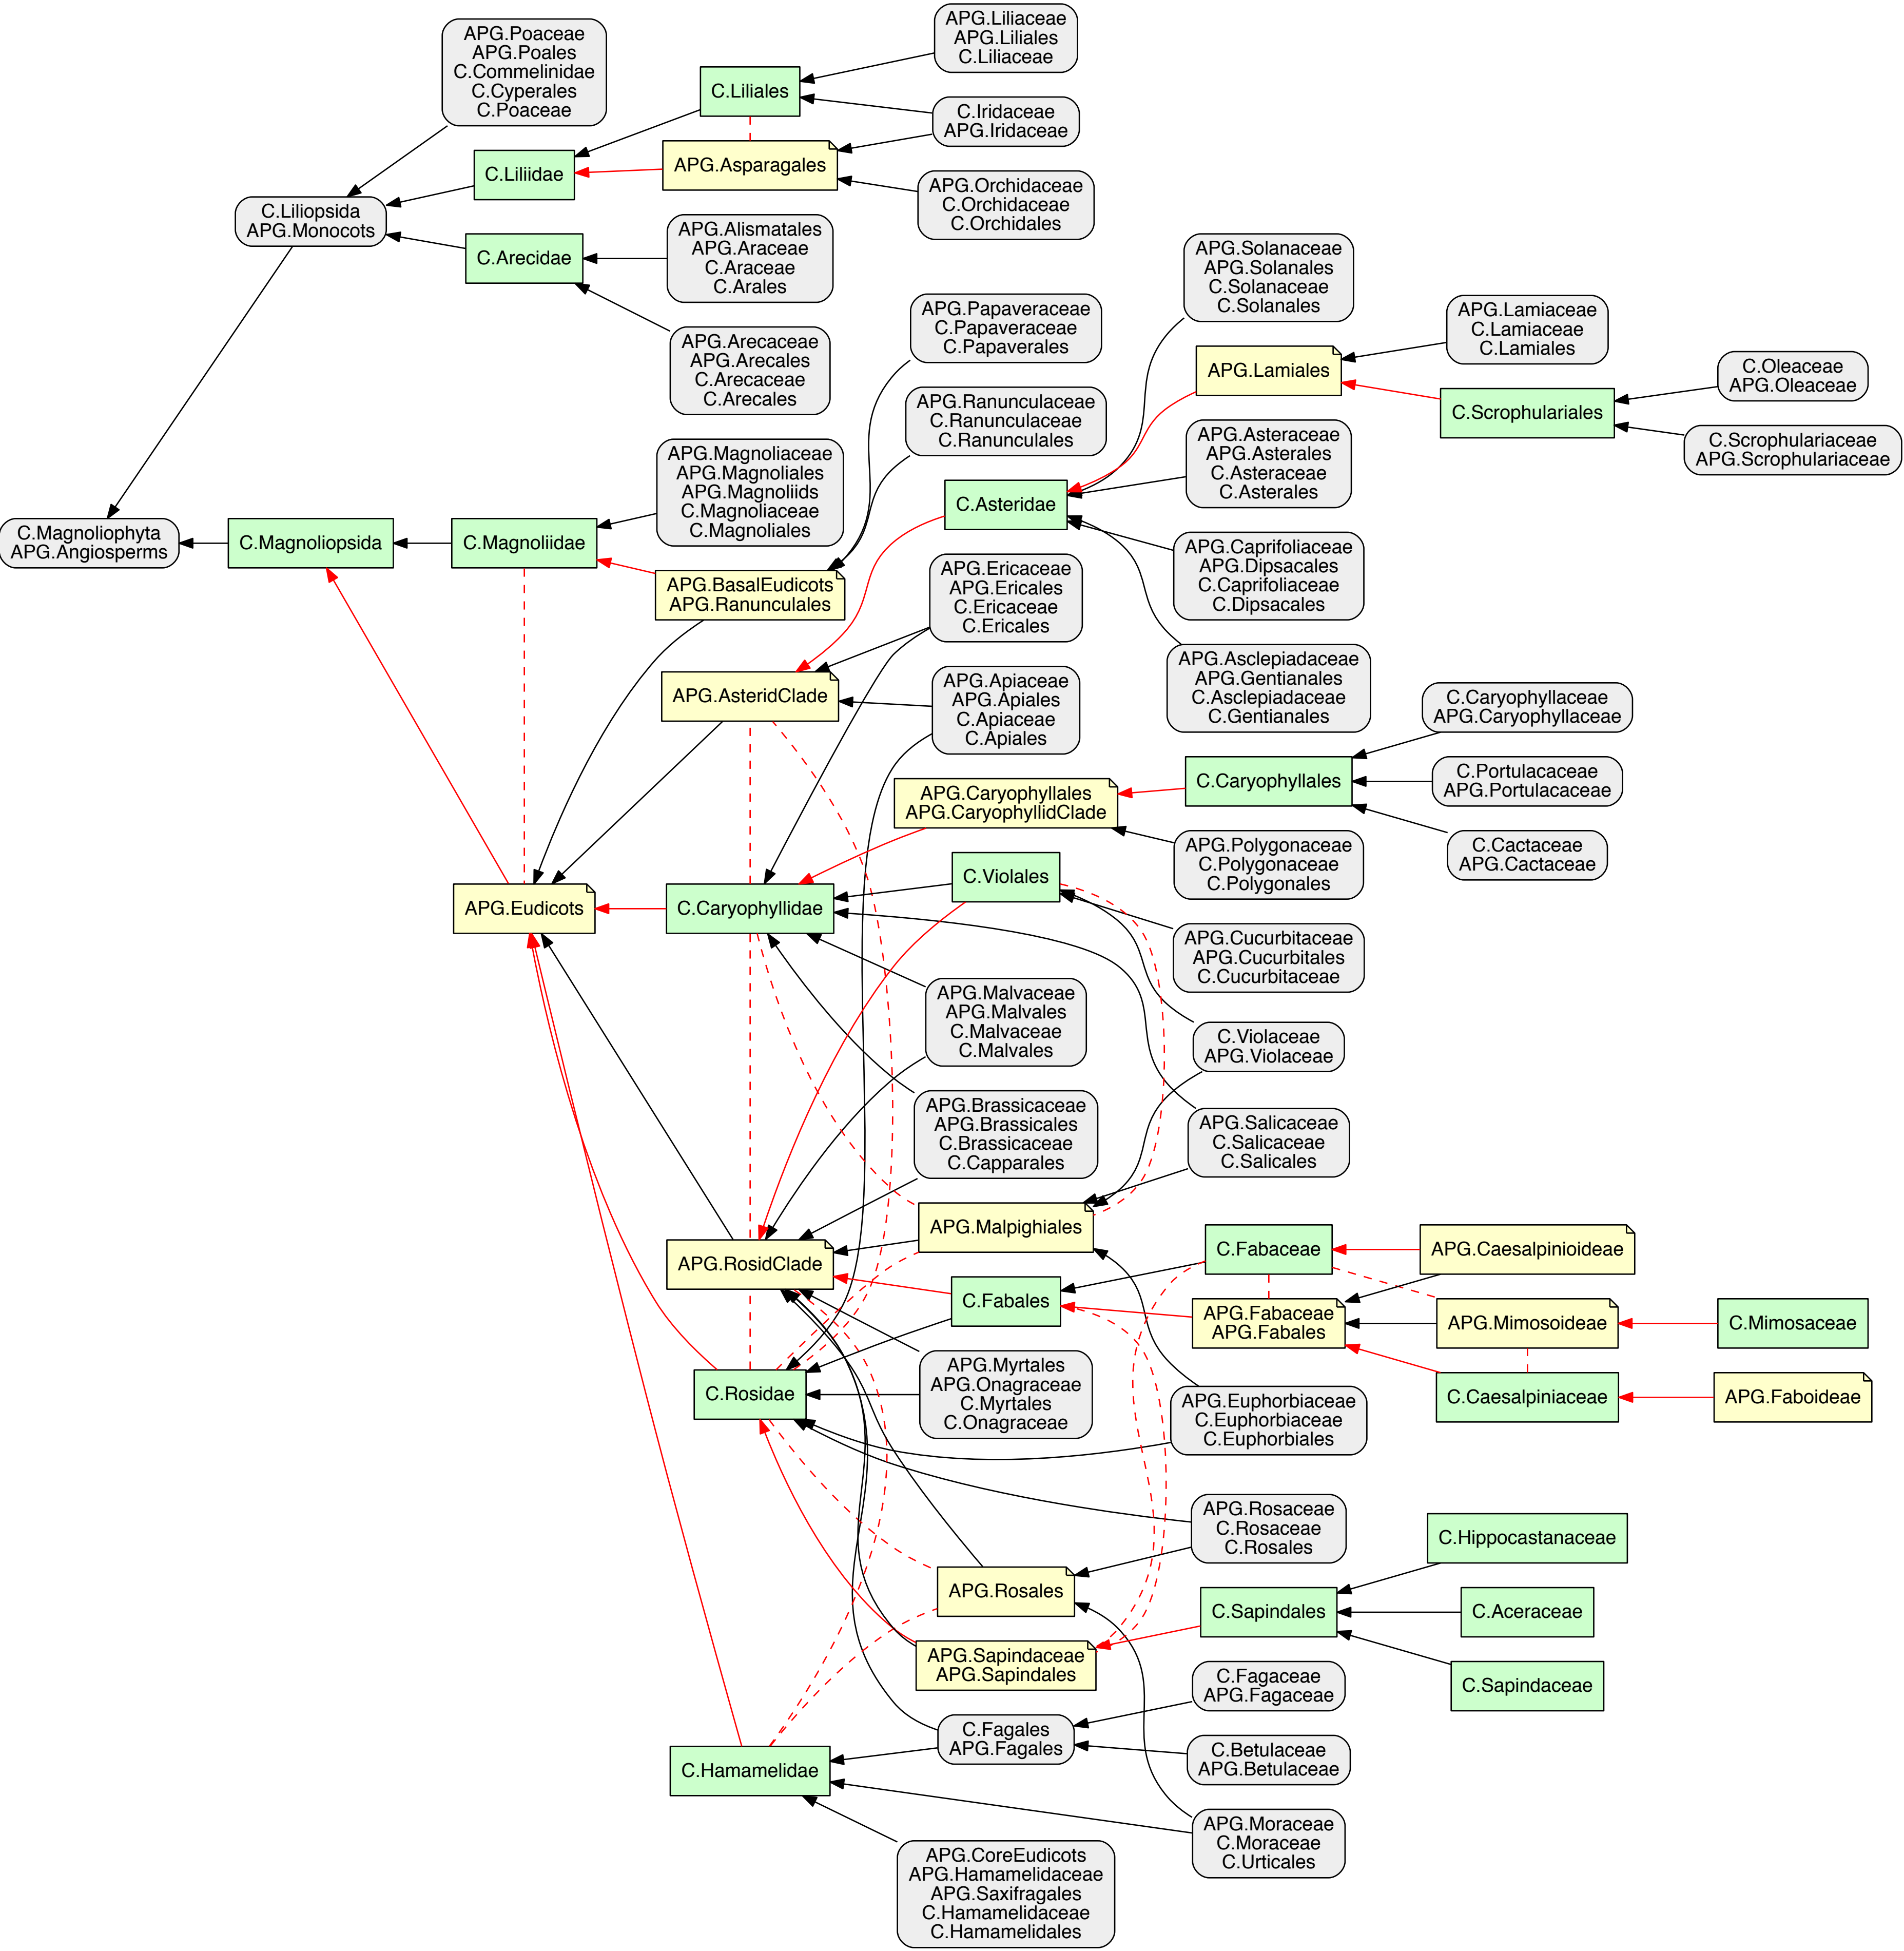 APG.Poaceae
APG.Poales
C.Commelinidae
C.Cyperales
C.Poaceae
C.Liliales
APG.Liliaceae
APG.Liliales
C.Liliaceae
C.Iridaceae
APG.Iridaceae
C.Liliidae
APG.Asparagales
APG.Orchidaceae
C.Orchidaceae
C.Orchidales
C.Liliopsida
APG.Monocots
C.Arecidae
APG.Alismatales
APG.Araceae
C.Araceae
C.Arales
APG.Arecaceae
APG.Arecales
C.Arecaceae
C.Arecales
APG.Papaveraceae
C.Papaveraceae
C.Papaverales
APG.Solanaceae
APG.Solanales
C.Solanaceae
C.Solanales
APG.Lamiaceae
C.Lamiaceae
C.Lamiales
APG.Lamiales
C.Scrophulariales
C.Oleaceae
APG.Oleaceae
C.Scrophulariaceae
APG.Scrophulariaceae
APG.Ranunculaceae
C.Ranunculaceae
C.Ranunculales
APG.Asteraceae
APG.Asterales
C.Asteraceae
C.Asterales
APG.Magnoliaceae
APG.Magnoliales
APG.Magnoliids
C.Magnoliaceae
C.Magnoliales
C.Asteridae
C.Magnoliophyta
APG.Angiosperms
C.Magnoliopsida
C.Magnoliidae
APG.BasalEudicots
APG.Ranunculales
APG.Caprifoliaceae
APG.Dipsacales
C.Caprifoliaceae
C.Dipsacales
APG.Ericaceae
APG.Ericales
C.Ericaceae
C.Ericales
APG.AsteridClade
APG.Apiaceae
APG.Apiales
C.Apiaceae
C.Apiales
APG.Asclepiadaceae
APG.Gentianales
C.Asclepiadaceae
C.Gentianales
C.Caryophyllaceae
APG.Caryophyllaceae
APG.Caryophyllales
APG.CaryophyllidClade
C.Caryophyllales
C.Portulacaceae
APG.Portulacaceae
APG.Polygonaceae
C.Polygonaceae
C.Polygonales
C.Cactaceae
APG.Cactaceae
APG.Eudicots
C.Caryophyllidae
C.Violales
APG.Cucurbitaceae
APG.Cucurbitales
C.Cucurbitaceae
APG.Malvaceae
APG.Malvales
C.Malvaceae
C.Malvales
C.Violaceae
APG.Violaceae
APG.Brassicaceae
APG.Brassicales
C.Brassicaceae
C.Capparales
APG.Salicaceae
C.Salicaceae
C.Salicales
APG.Malpighiales
APG.RosidClade
C.Fabaceae
APG.Caesalpinioideae
C.Fabales
APG.Fabaceae
APG.Fabales
APG.Mimosoideae
C.Mimosaceae
C.Rosidae
APG.Myrtales
APG.Onagraceae
C.Myrtales
C.Onagraceae
C.Caesalpiniaceae
APG.Faboideae
APG.Euphorbiaceae
C.Euphorbiaceae
C.Euphorbiales
APG.Rosaceae
C.Rosaceae
C.Rosales
C.Hippocastanaceae
APG.Rosales
C.Sapindales
C.Aceraceae
APG.Sapindaceae
APG.Sapindales
C.Sapindaceae
C.Fagaceae
APG.Fagaceae
C.Fagales
APG.Fagales
C.Betulaceae
APG.Betulaceae
C.Hamamelidae
APG.Moraceae
C.Moraceae
C.Urticales
APG.CoreEudicots
APG.Hamamelidaceae
APG.Saxifragales
C.Hamamelidaceae
C.Hamamelidales